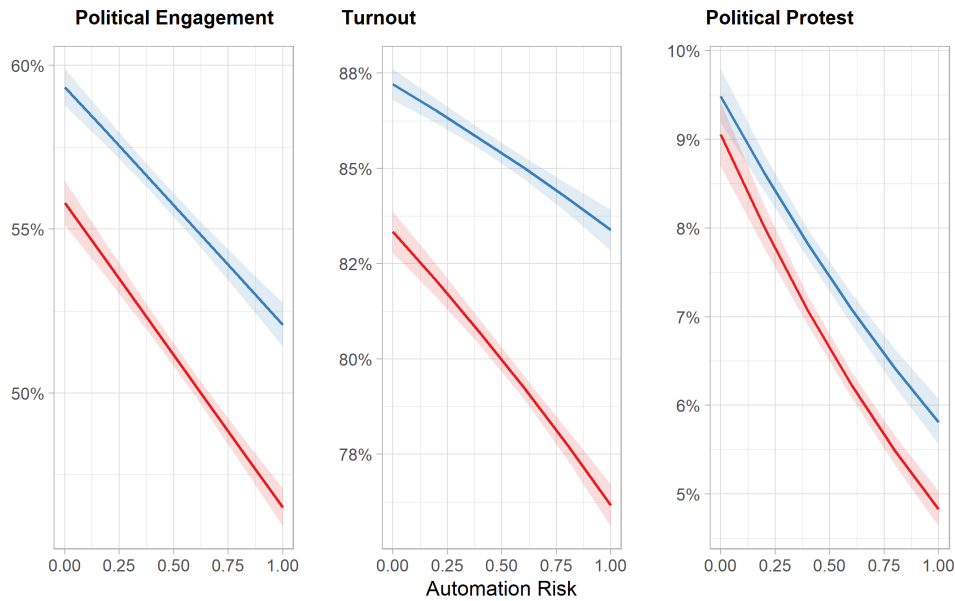 Political Engagement
Turnout
Political Protest
60%
55%
50%
88%
85%
82%
80%
78%
10%
9%
8%
7%
6%
5%
0.00 0.25 0.50 0.75 1.00
0.00 0.25 0.50 0.75 1.00
0.00 0.25 0.50 0.75 1.00
Automation Risk